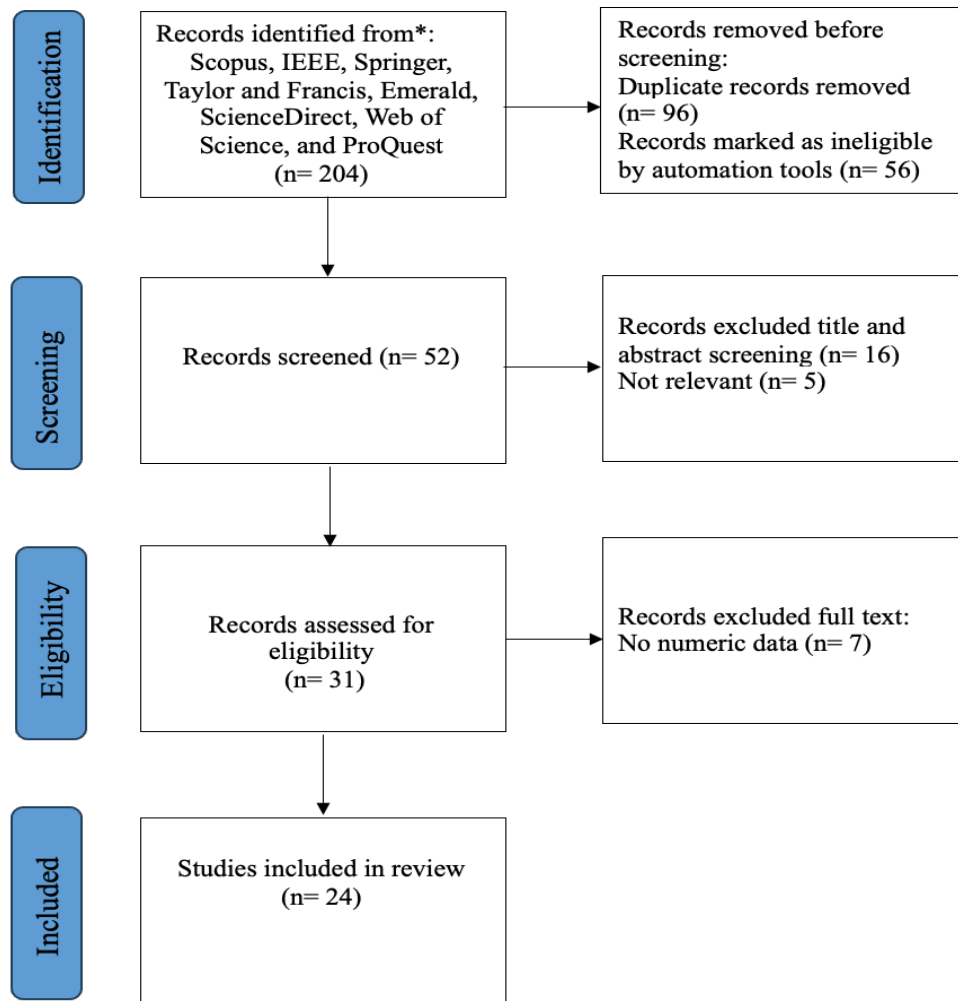 Identification
Records identified from*:
Scopus, IEEE, Springer,
Taylor and Francis, Emerald,
ScienceDirect, Web of
Science, and ProQuest
(n= 204)
Records removed before
screening:
Duplicate records removed
(n= 96)
Records marked as ineligible
by automation tools (n= 56)
Screening
Records screened (n= 52)
Records excluded title and
abstract screening (n= 16)
Not relevant (n= 5)
Eligibility
Records assessed for
eligibility
(n= 31)
Records excluded full text:
No numeric data (n= 7)
Included
Studies included in review
(n= 24)